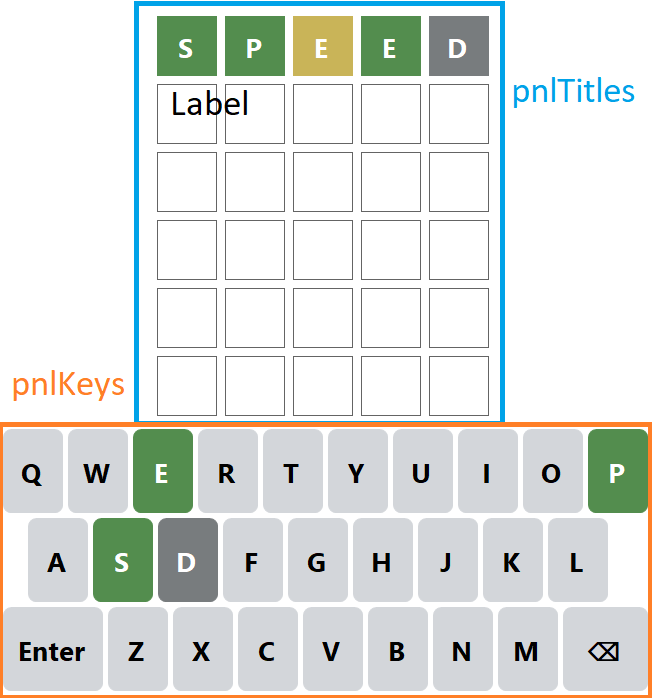 S P E E D
pnlTitles
Label
pnlKeys
Q W E R T Y U I O P
A S D F G H J K L
Enter Z X C V B N M ⌫